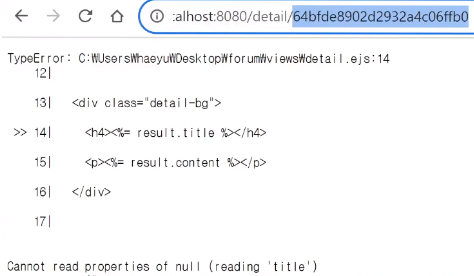 :alhost:8080/detail/64bfde8902d2932a4c06ffb0
TypeError: C:₩Users₩haeyu₩Desktop₩forum₩views₩detail.ejs:14
12|
13| <div class="detail-bg">
>> 14| <h4><%= result.title %></h4>
15| <p><%= result.content %></p>
16| </div>
17|
Cannot read properties of null (reading 'title')